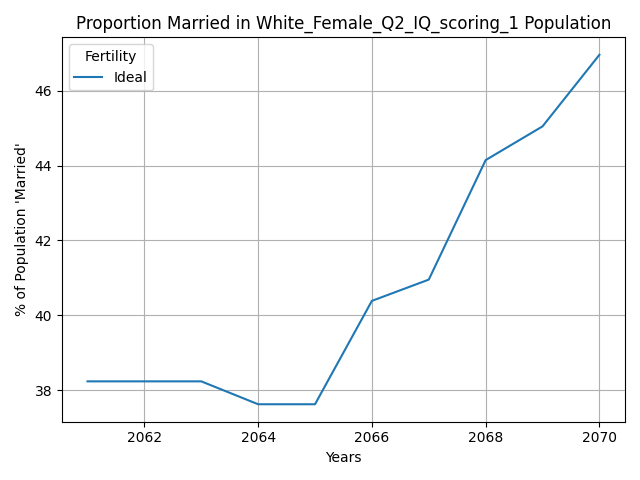 Proportion Married in White_Female_Q2_IQ_scoring_1 Population
Fertility
Ideal
% of Population 'Married'
46
44
42
40
38
2062 2064 2066 2068 2070
Years